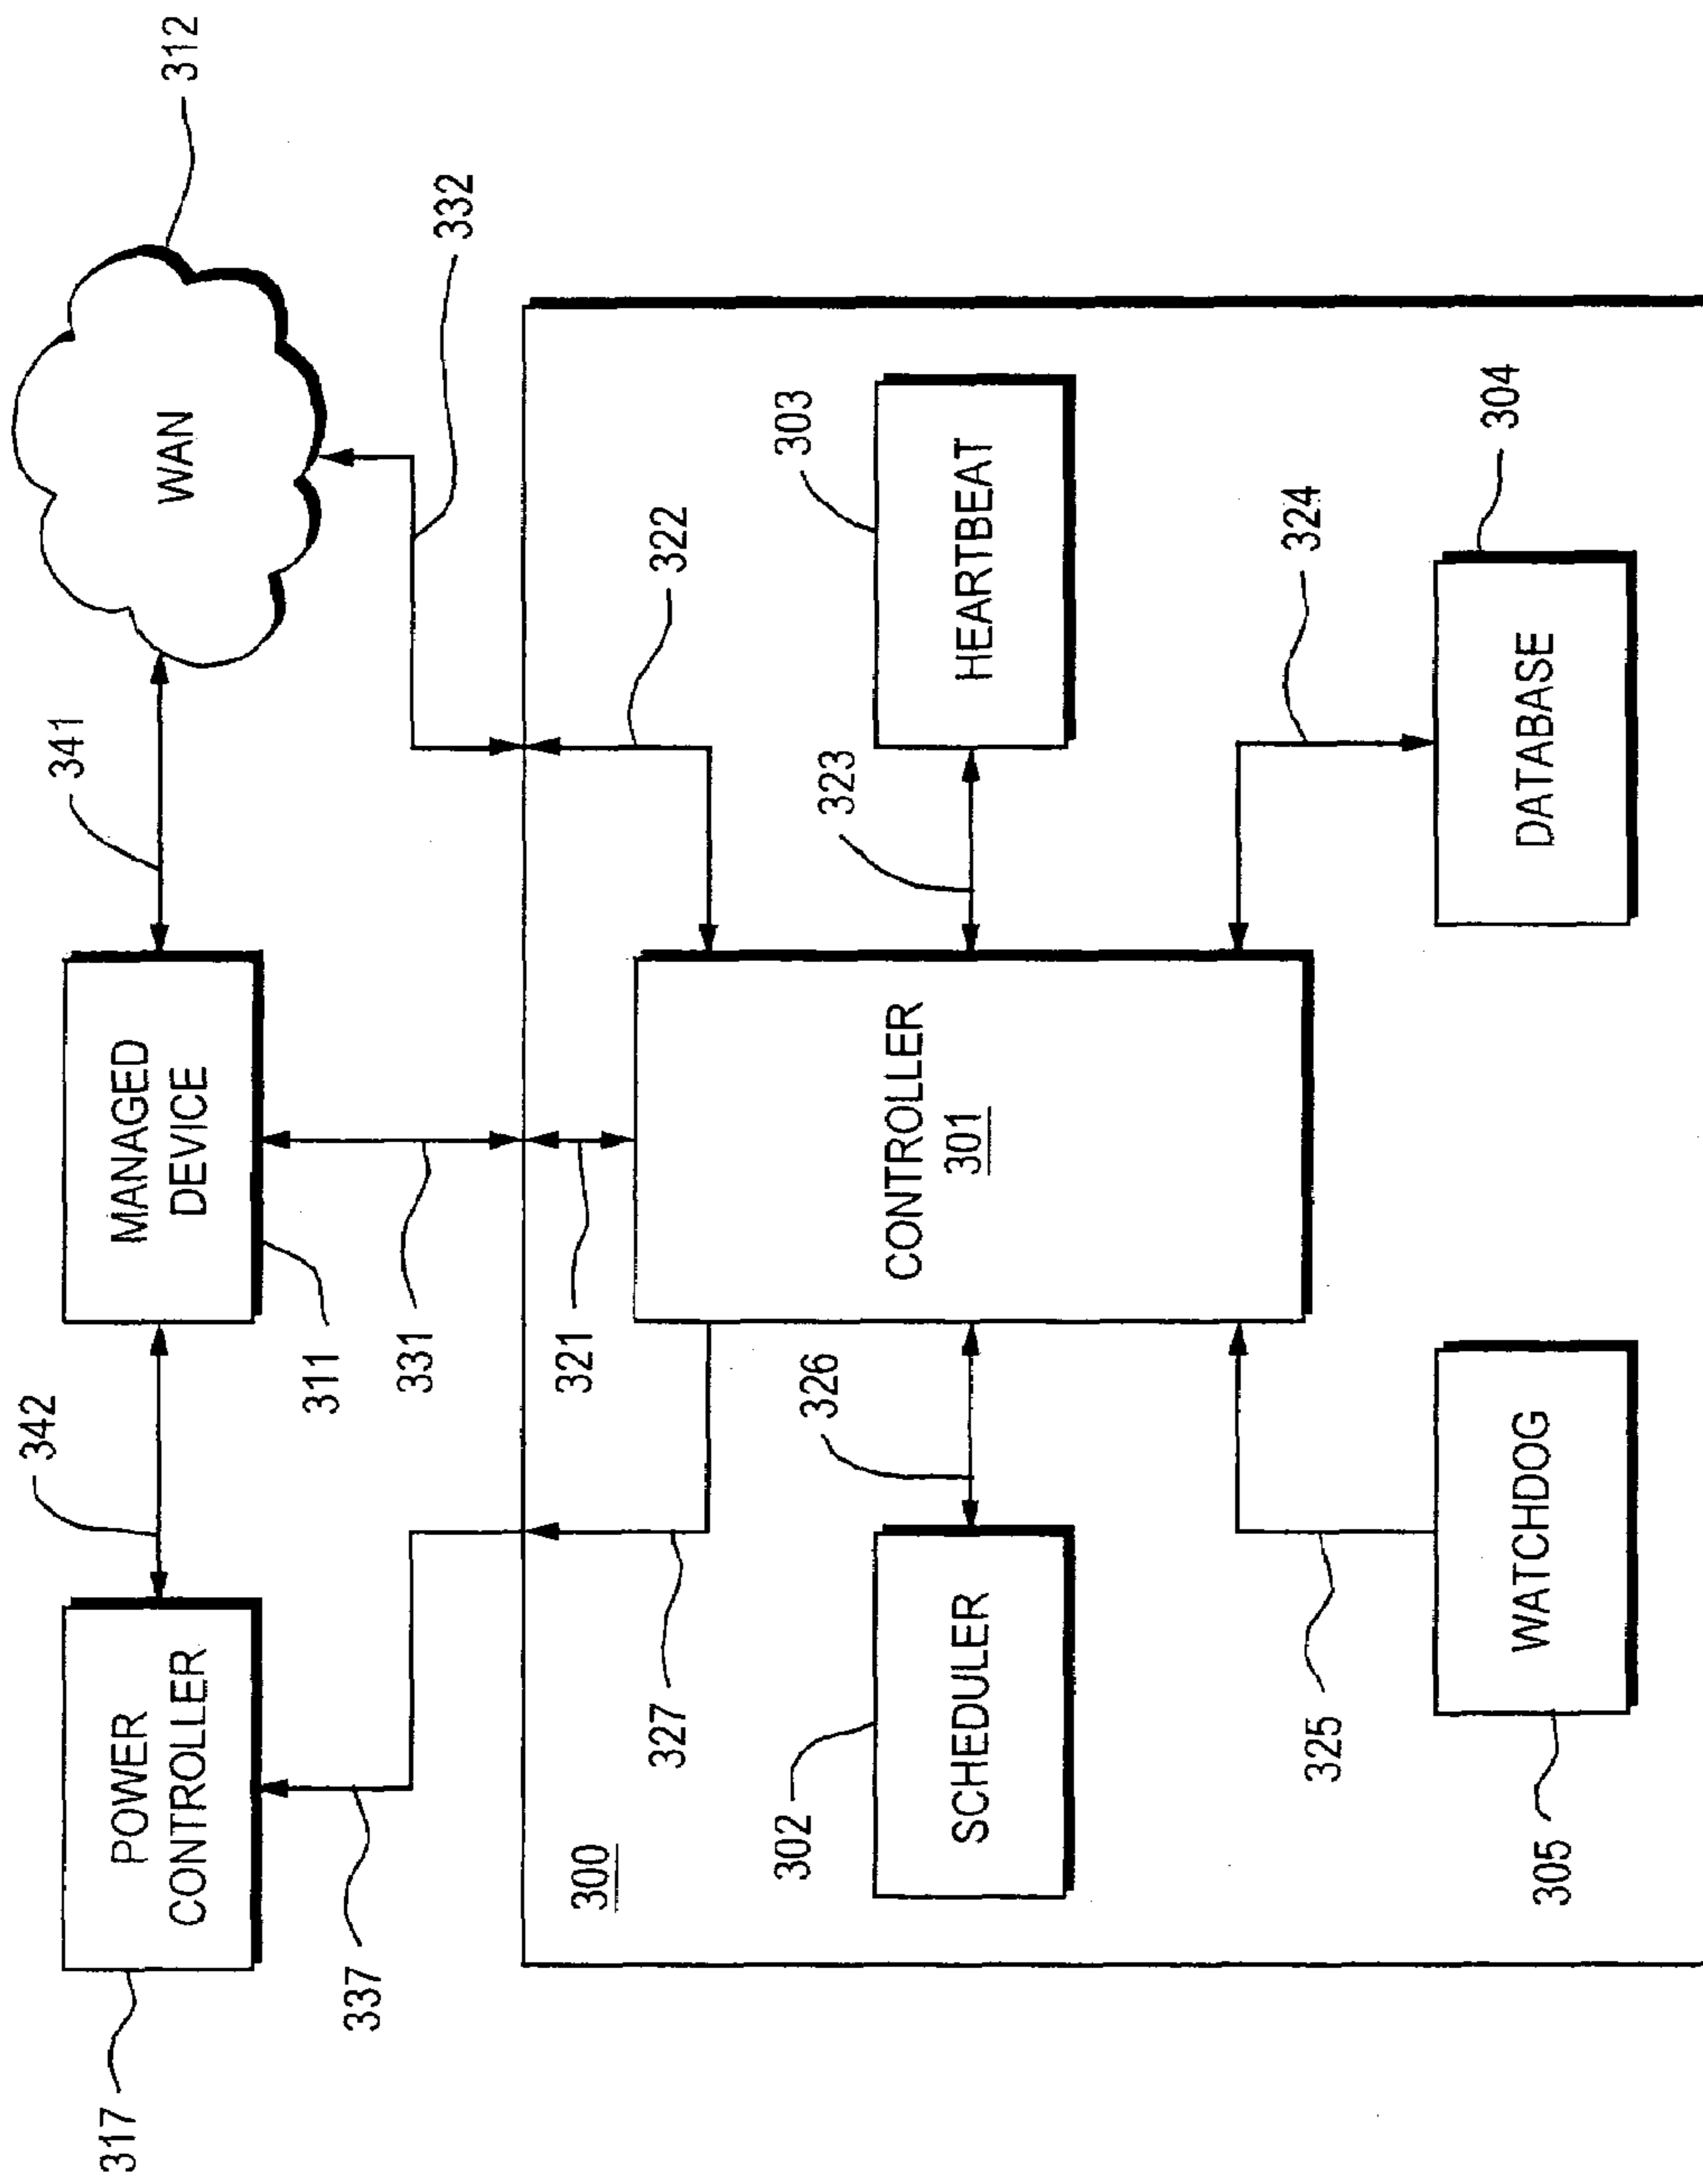 317
POWER
CONTROLLER
342
MANAGED
DEVICE
311
341
WAN
312
337
331
332
300
327
321
322
302
SCHEDULER
326
CONTROLLER
301
323
HEARTBEAT
303
325
324
305
WATCHDOG
DATABASE
304